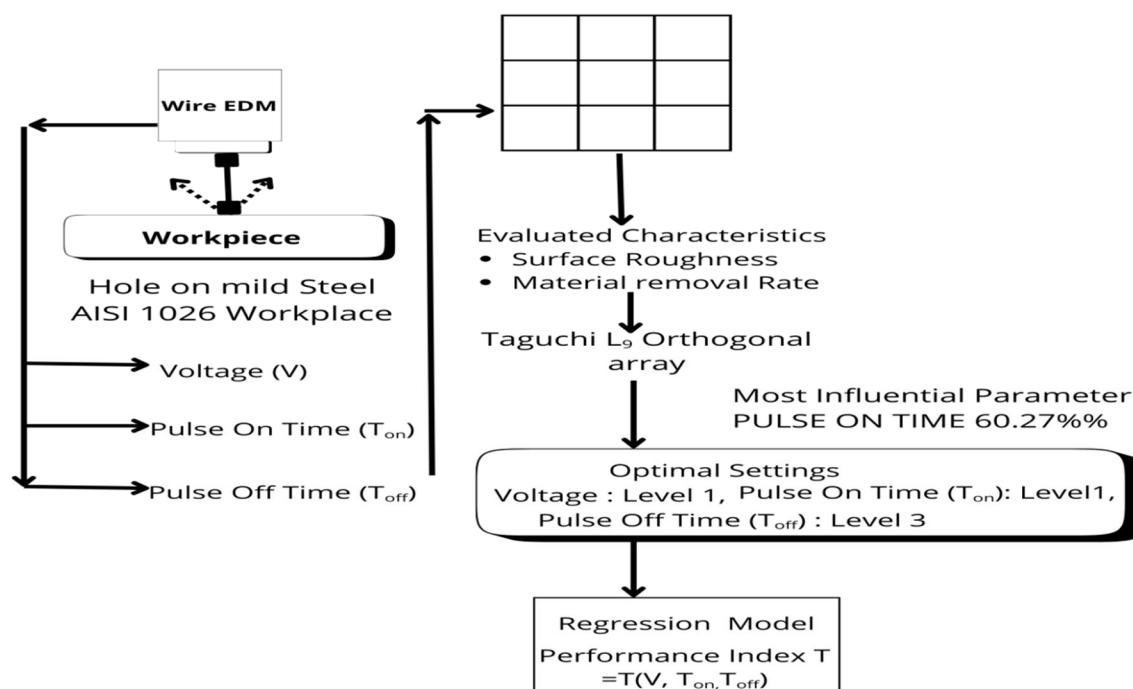 Wire EDM
Workpiece
Hole on mild Steel
AISI 1026 Workplace
Voltage (V)
Pulse On Time (Tₒₙ)
Pulse Off Time (Tₒff)
Evaluated Characteristics
• Surface Roughness
• Material removal Rate
Taguchi L₉ Orthogonal
array
Most Influential Parameter
PULSE ON TIME 60.27%%
Optimal Settings
Voltage : Level 1, Pulse On Time (Tₒₙ): Level1,
Pulse Off Time (Tₒff) : Level 3
Regression Model
Performance Index T
=T(V, Tₒₙ,Tₒff)